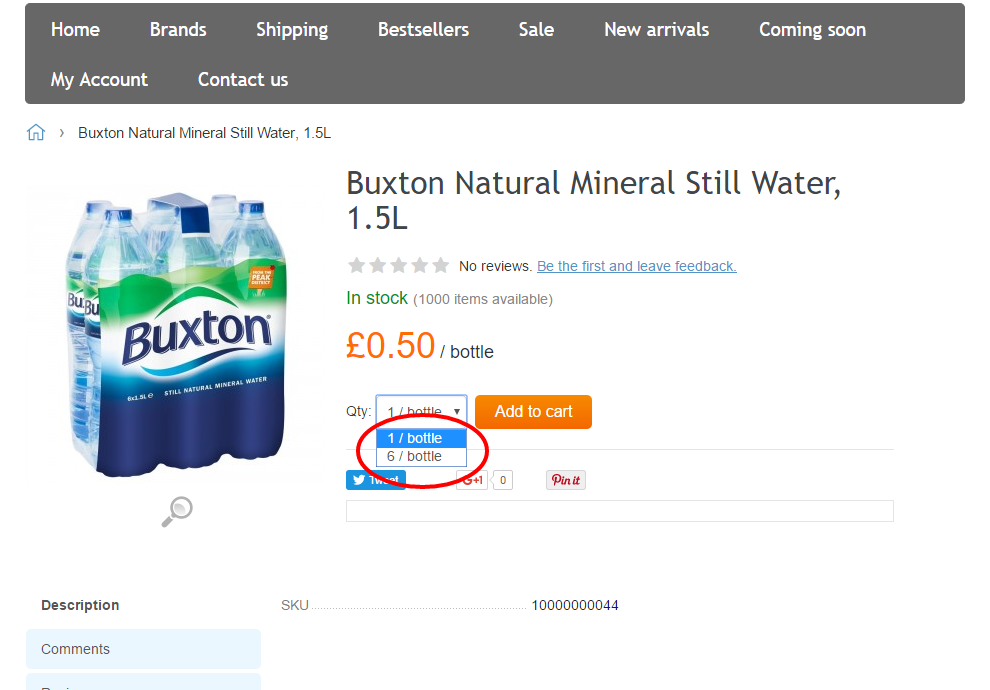 Home Brands Shipping Bestsellers Sale New arrivals Coming soon
My Account Contact us
› Buxton Natural Mineral Still Water, 1.5L
Buxton Natural Mineral Still Water,
1.5L
No reviews. Be the first and leave feedback.
In stock (1000 items available)
£0.50 / bottle
FROM THE
PEAK
DISTRICT
Buxton
6x1.5L e STILL NATURAL MINERAL WATER
Qty: 1 / bottle ▼ Add to cart
1 / bottle
6 / bottle
Tweet G+1 0 Pin it
Description SKU 10000000044
Comments